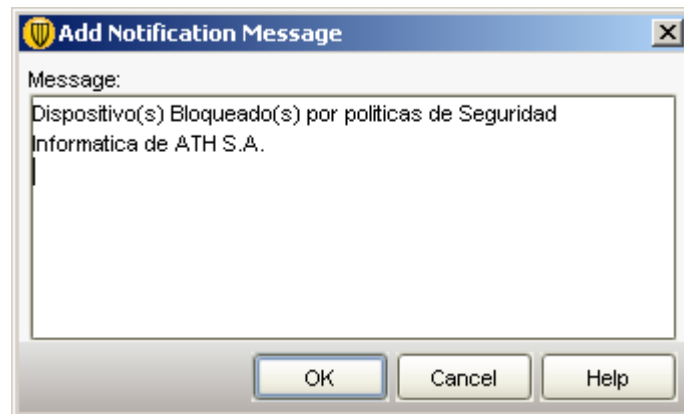 Add Notification Message
Message:
Dispositivo(s) Bloqueado(s) por politicas de Seguridad
Informatica de ATH S.A.
OK
Cancel
Help